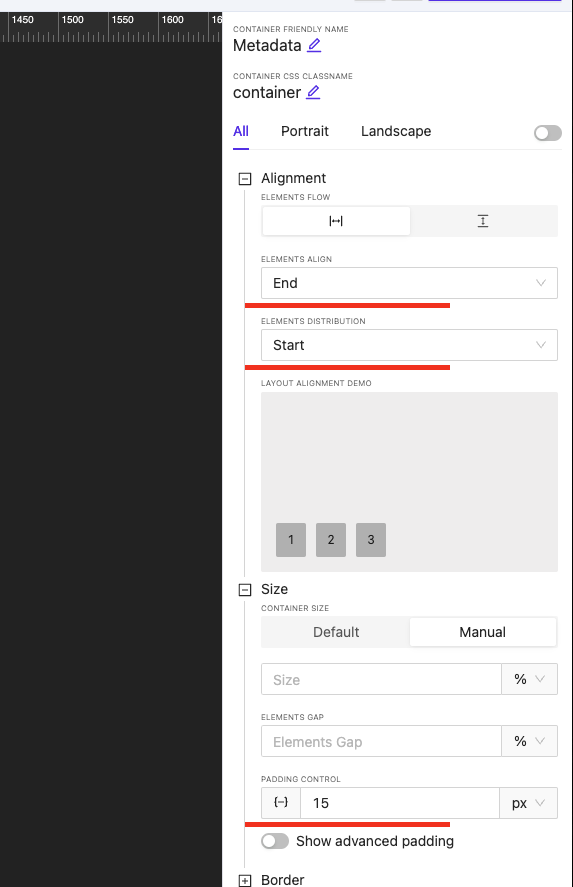 1450 1500 1550 1600
CONTAINER FRIENDLY NAME
Metadata
CONTAINER CSS CLASSNAME
container
All Portrait Landscape
Alignment
ELEMENTS FLOW
ELEMENTS ALIGN
End
ELEMENTS DISTRIBUTION
Start
LAYOUT ALIGNMENT DEMO
1 2 3
Size
CONTAINER SIZE
Default Manual
Size %
ELEMENTS GAP
Elements Gap %
PADDING CONTROL
15 px
Show advanced padding
Border